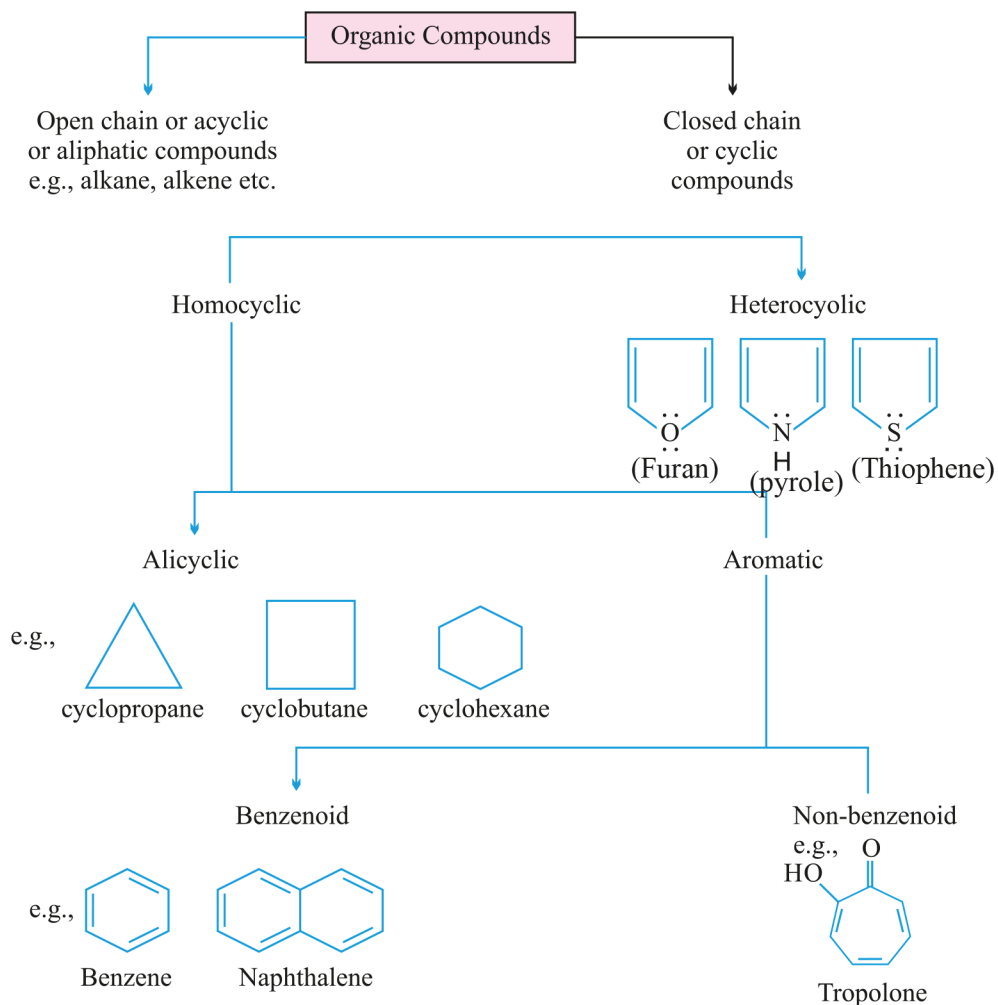 Organic Compounds
Open chain or acyclic
or aliphatic compounds
e.g., alkane, alkene etc.
Closed chain
or cyclic
compounds
Homocyclic
Heterocyolic
O
N
H
S
(Furan)
(pyrole)
(Thiophene)
Alicyclic
Aromatic
e.g.,
cyclopropane
cyclobutane
cyclohexane
Benzenoid
Non-benzenoid
e.g.,
O
HO
e.g.,
Benzene
Naphthalene
Tropolone